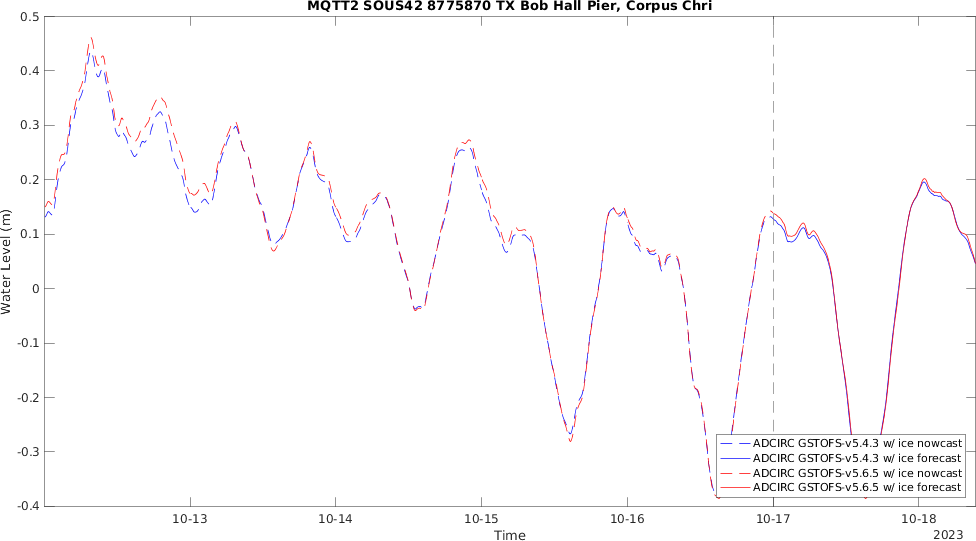 MQTT2 SOUS42 8775870 TX Bob Hall Pier, Corpus Chri
0.5
0.4
0.3
0.2
0.1
0
-0.1
-0.2
-0.3
-0.4
Water Level (m)
ADCIRC GSTOFS-v5.4.3 w/ ice nowcast
ADCIRC GSTOFS-v5.4.3 w/ ice forecast
ADCIRC GSTOFS-v5.6.5 w/ ice nowcast
ADCIRC GSTOFS-v5.6.5 w/ ice forecast
10-13 10-14 10-15 10-16 10-17 10-18
Time 2023